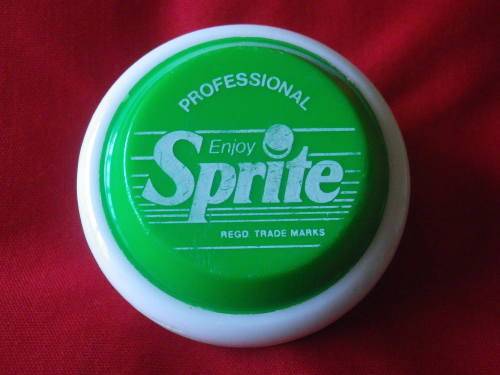 PROFESSIONAL
Enjoy
Sprite
REGD. TRADE MARKS